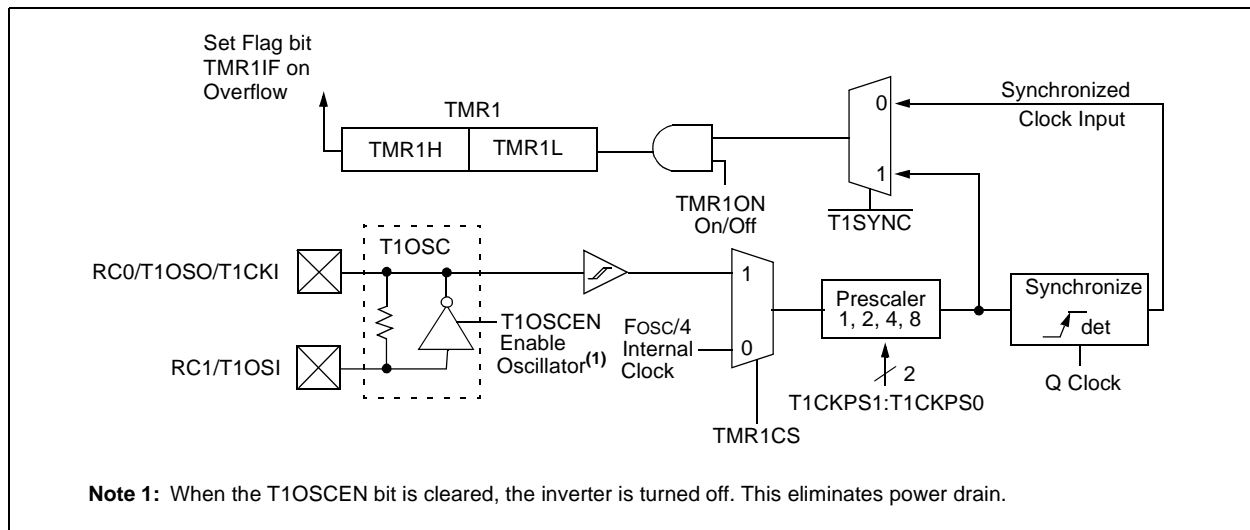 Set Flag bit
TMR1IF on
Overflow
TMR1
TMR1H
TMR1L
TMR1ON
On/Off
0
1
T1SYNC
Synchronized
Clock Input
T1OSC
RC0/T1OSO/T1CKI
RC1/T1OSI
T1OSCEN
Enable
Oscillator(1)
FOSC/4
Internal
Clock
1
0
TMR1CS
Prescaler
1, 2, 4, 8
2
T1CKPS1:T1CKPS0
Synchronize
det
Q Clock
Note 1: When the T1OSCEN bit is cleared, the inverter is turned off. This eliminates power drain.